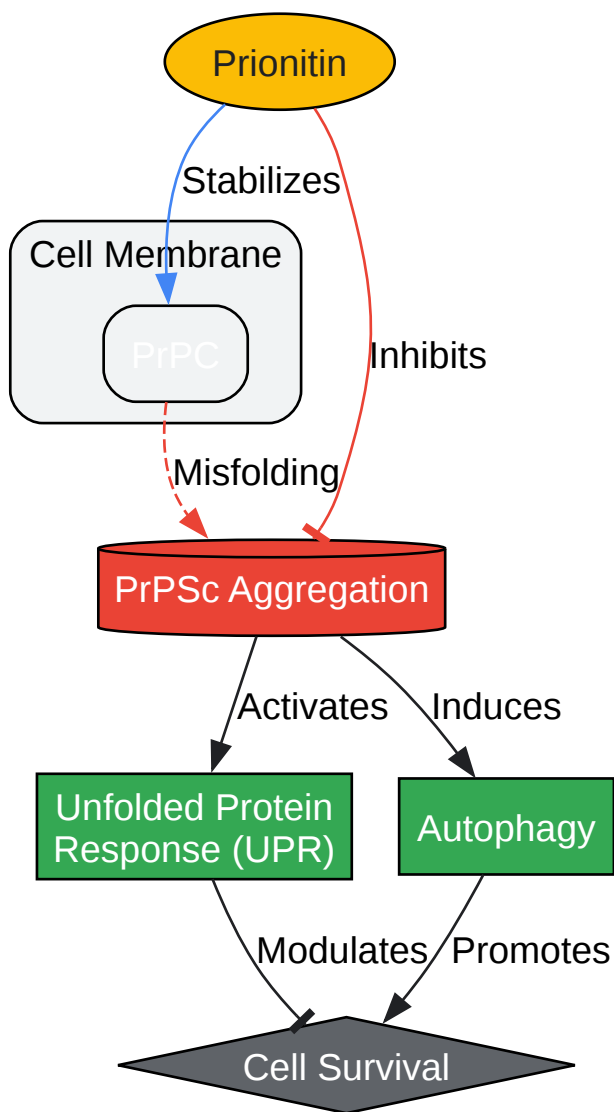 Prionitin
Stabilizes
Cell Membrane
PrPC
Inhibits
Misfolding
PrPSc Aggregation
Activates
Induces
Unfolded Protein
Response (UPR)
Autophagy
Modulates
Promotes
Cell Survival